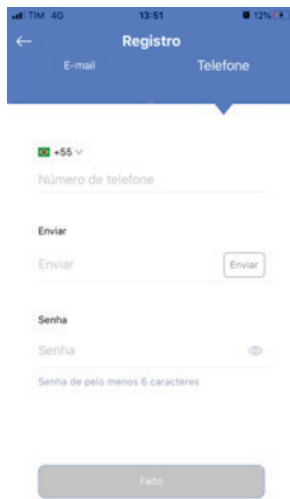 TIM 4G 13:51 12%
Registro
E-mail Telefone
+55
Número de telefone
Enviar
Enviar Enviar
Senha
Senha
Senha de pelo menos 6 caracteres
Feito